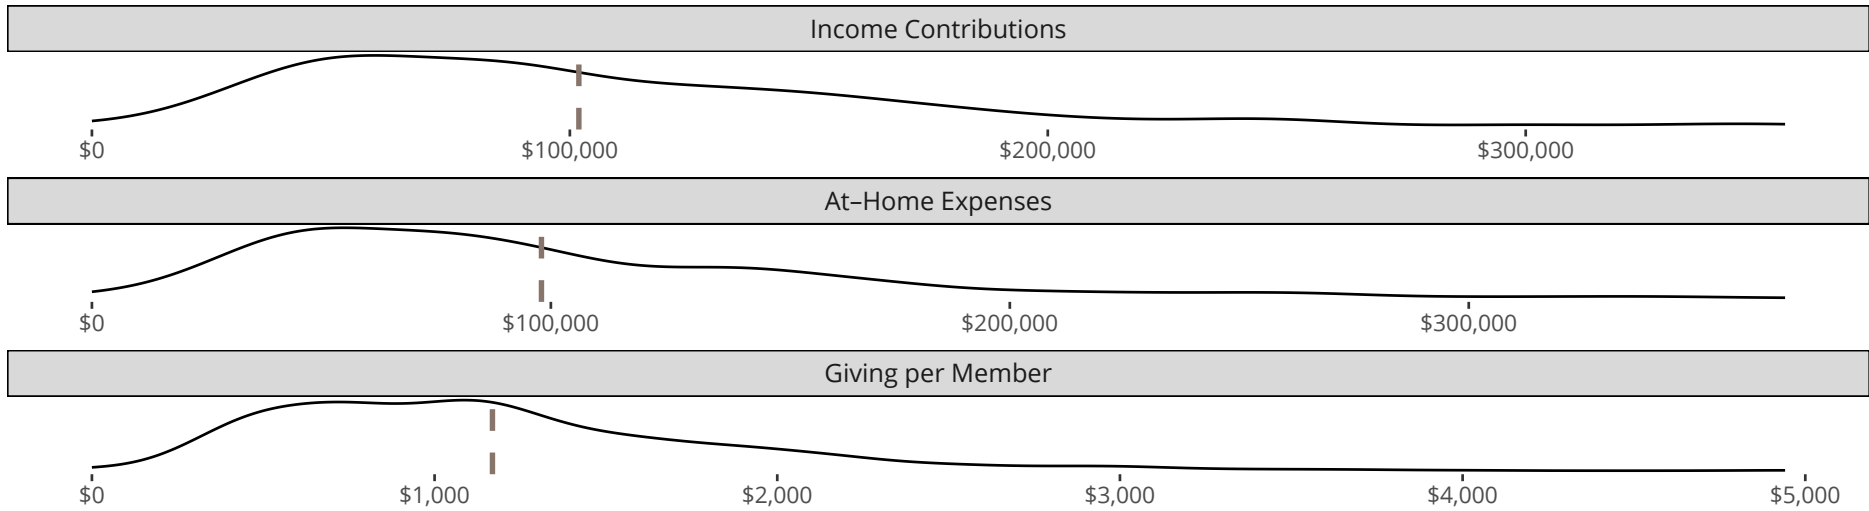 Income Contributions
$0 $100,000 $200,000 $300,000
At–Home Expenses
$0 $100,000 $200,000 $300,000
Giving per Member
$0 $1,000 $2,000 $3,000 $4,000 $5,000